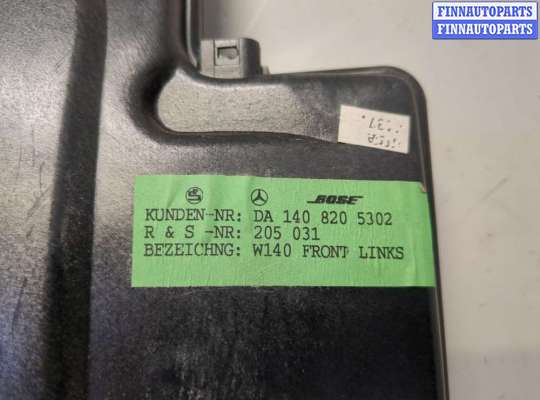 FINNAUTOPARTS
FINNAUTOPARTS
BOSE
KUNDEN-NR: DA 140 820 5302
R & S -NR: 205 031
BEZEICHNG: W140 FRONT LINKS